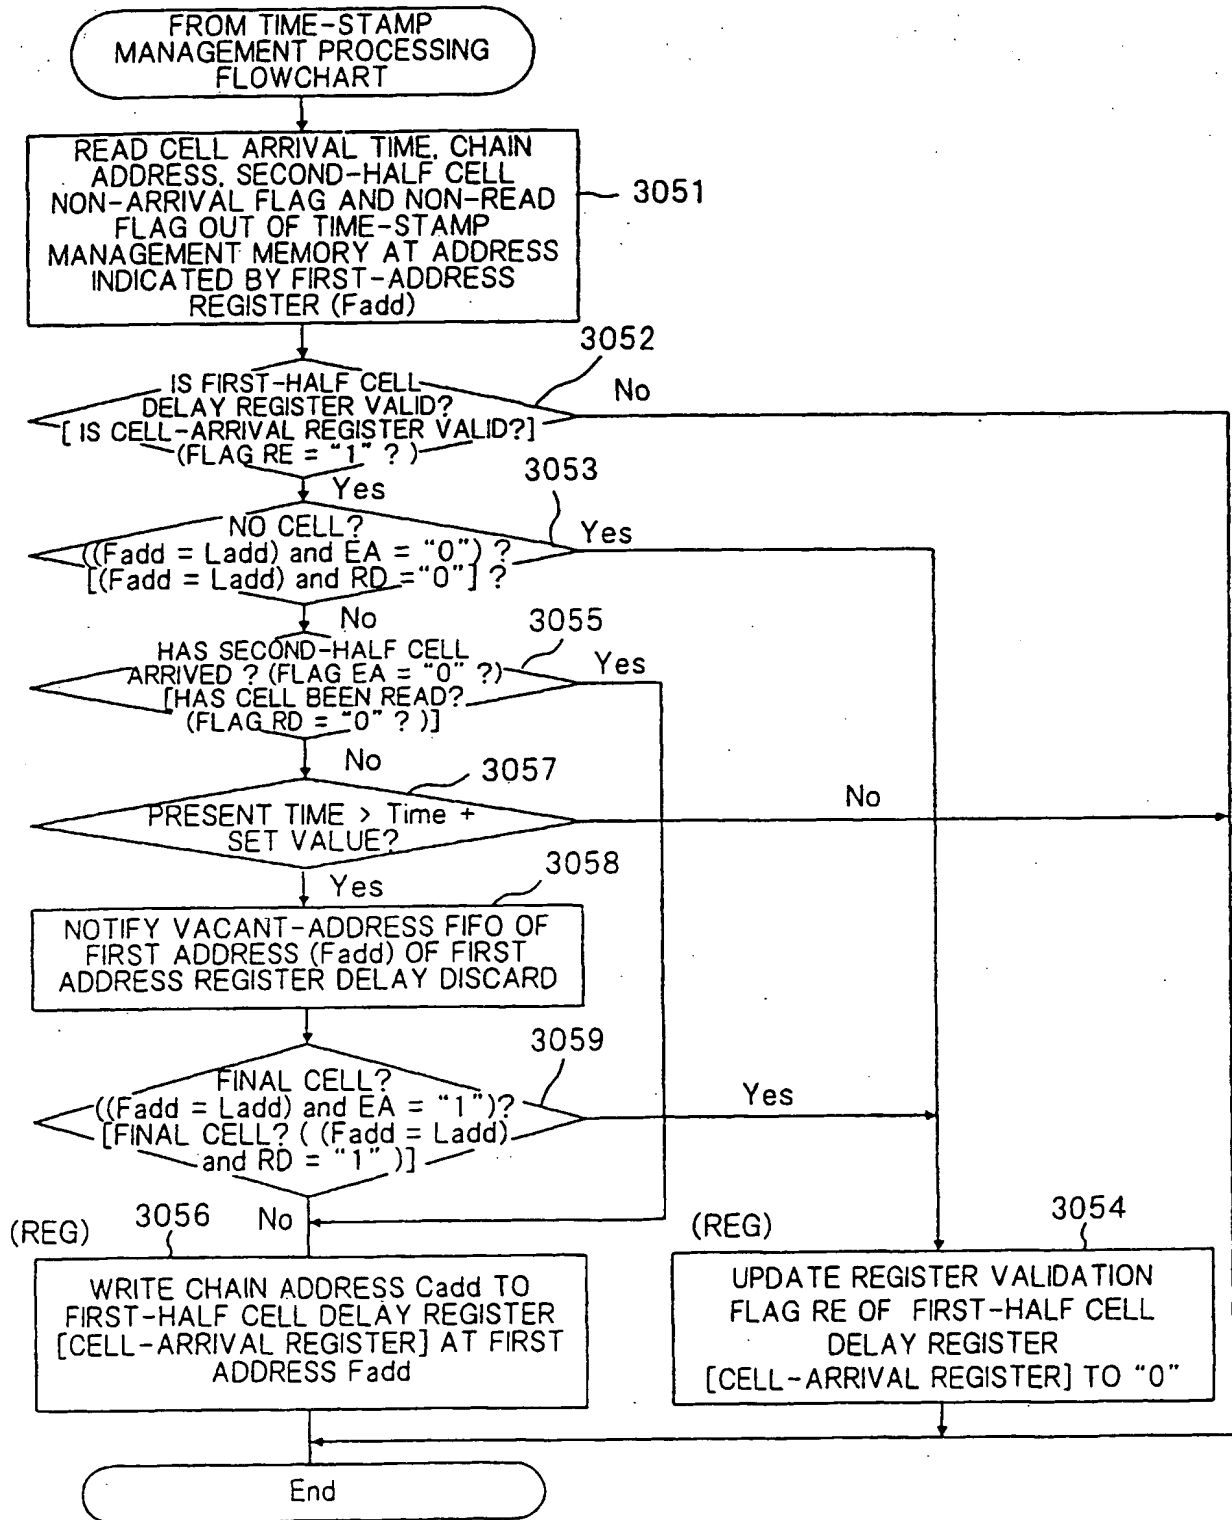 FROM TIME-STAMP
MANAGEMENT PROCESSING
FLOWCHART
READ CELL ARRIVAL TIME, CHAIN
ADDRESS, SECOND-HALF CELL
NON-ARRIVAL FLAG AND NON-READ
FLAG OUT OF TIME-STAMP
MANAGEMENT MEMORY AT ADDRESS
INDICATED BY FIRST-ADDRESS
REGISTER (Fadd)
3051
3052
IS FIRST-HALF CELL
DELAY REGISTER VALID?
[ IS CELL-ARRIVAL REGISTER VALID?]
(FLAG RE = "1" ? )
No
Yes
3053
NO CELL?
((Fadd = Ladd) and EA = "0") ?
[(Fadd = Ladd) and RD ="0"] ?
Yes
No
3055
HAS SECOND-HALF CELL
ARRIVED ? (FLAG EA = "0" ?)
[HAS CELL BEEN READ?
(FLAG RD = "0" ? )]
Yes
No
3057
PRESENT TIME > Time +
SET VALUE?
No
Yes
3058
NOTIFY VACANT-ADDRESS FIFO OF
FIRST ADDRESS (Fadd) OF FIRST
ADDRESS REGISTER DELAY DISCARD
3059
FINAL CELL?
((Fadd = Ladd) and EA = "1")?
[FINAL CELL? ( (Fadd = Ladd)
and RD = "1" )]
Yes
No
(REG)
3056
WRITE CHAIN ADDRESS Cadd TO
FIRST-HALF CELL DELAY REGISTER
[CELL-ARRIVAL REGISTER] AT FIRST
ADDRESS Fadd
(REG)
3054
UPDATE REGISTER VALIDATION
FLAG RE OF FIRST-HALF CELL
DELAY REGISTER
[CELL-ARRIVAL REGISTER] TO "0"
End